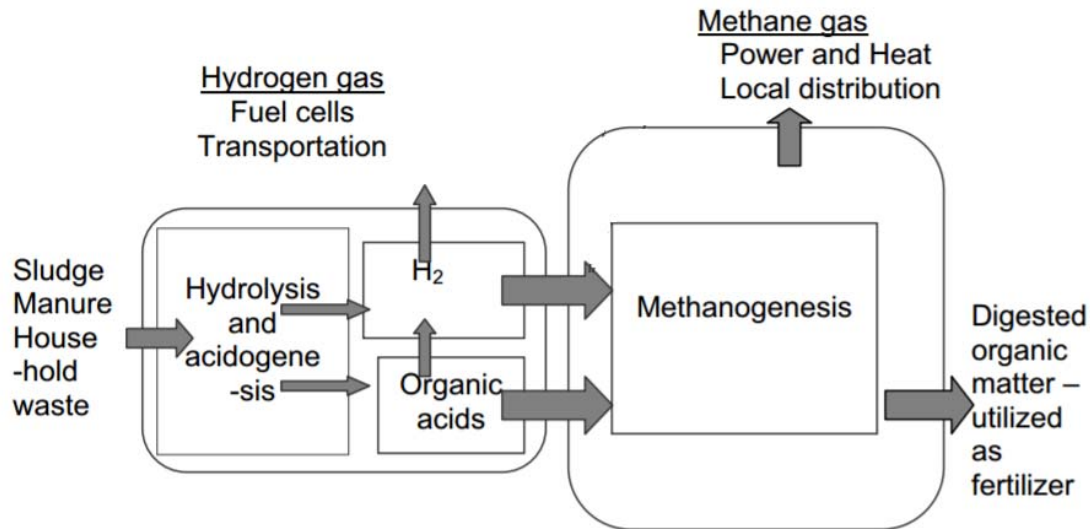 Methane gas
Power and Heat
Local distribution
Hydrogen gas
Fuel cells
Transportation
Sludge
Manure
House
-hold
waste
Hydrolysis
and
acidogene
-sis
H₂
Organic
acids
Methanogenesis
Digested
organic
matter –
utilized
as
fertilizer